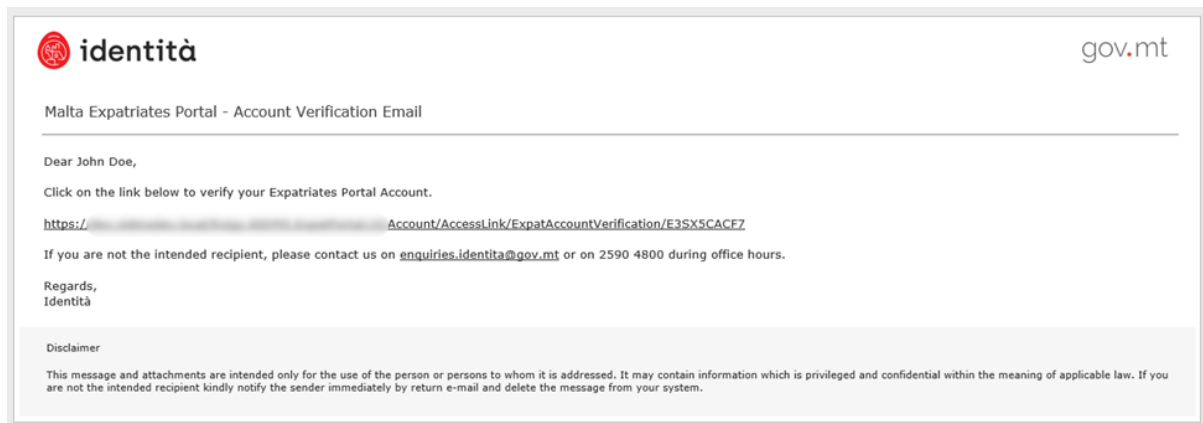 identità
gov.mt
Malta Expatriates Portal - Account Verification Email
Dear John Doe,
Click on the link below to verify your Expatriates Portal Account.
https:/ Account/AccessLink/ExpatAccountVerification/E3SX5CACF7
If you are not the intended recipient, please contact us on enquiries.identita@gov.mt or on 2590 4800 during office hours.
Regards,
Identità
Disclaimer
This message and attachments are intended only for the use of the person or persons to whom it is addressed. It may contain information which is privileged and confidential within the meaning of applicable law. If you
are not the intended recipient kindly notify the sender immediately by return e-mail and delete the message from your system.